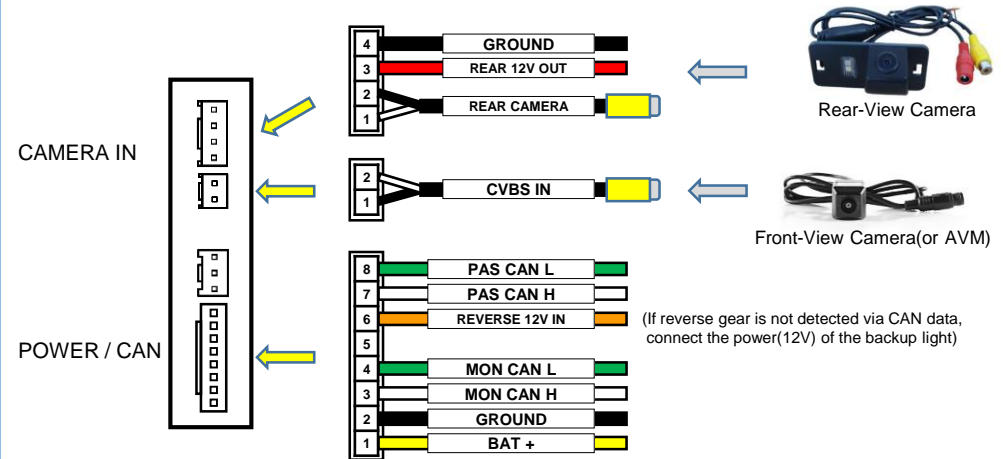 CAMERA IN
POWER / CAN
4 GROUND
3 REAR 12V OUT
2
1 REAR CAMERA
Rear-View Camera
2
1 CVBS IN
Front-View Camera(or AVM)
8 PAS CAN L
7 PAS CAN H
6 REVERSE 12V IN
(If reverse gear is not detected via CAN data,
connect the power(12V) of the backup light)
5
4 MON CAN L
3 MON CAN H
2 GROUND
1 BAT +